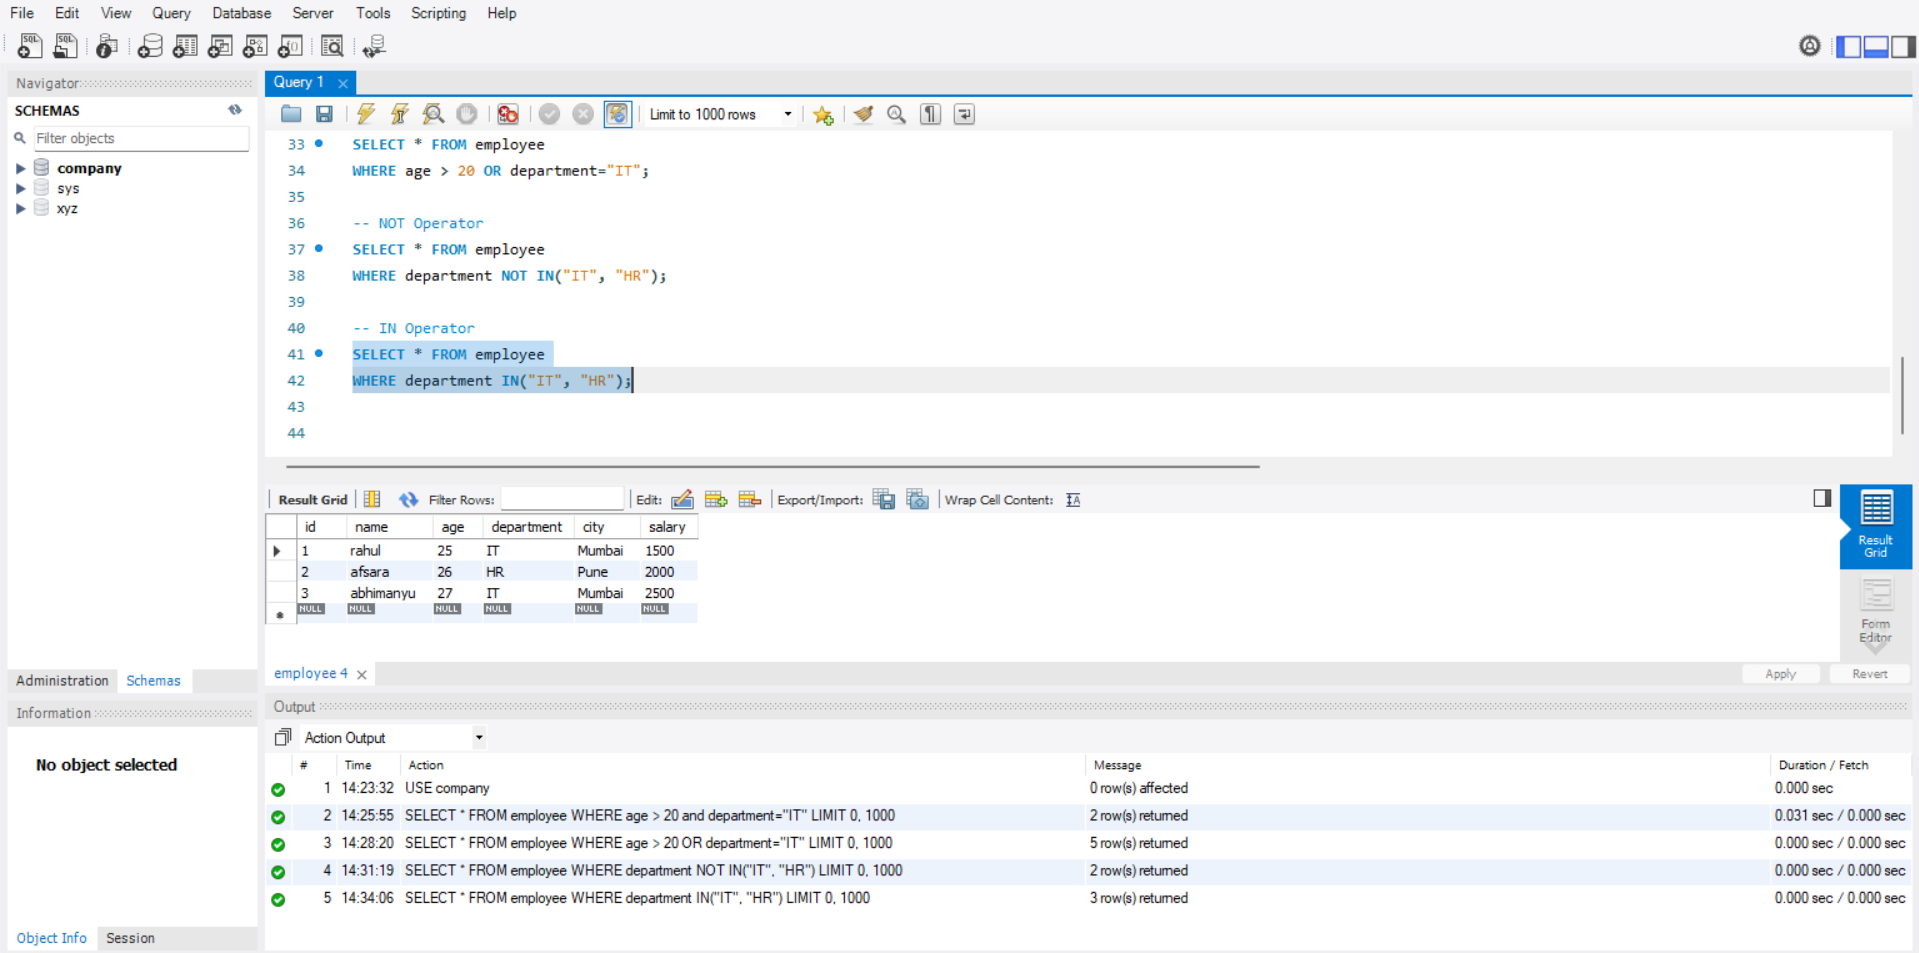 File Edit View Query Database Server Tools Scripting Help
Navigator
SCHEMAS
Filter objects
company
sys
xyz
Administration Schemas
Information
No object selected
Object Info Session
Query 1
Limit to 1000 rows
33 SELECT * FROM employee
34 WHERE age > 20 OR department="IT";
35
36 -- NOT Operator
37 SELECT * FROM employee
38 WHERE department NOT IN("IT", "HR");
39
40 -- IN Operator
41 SELECT * FROM employee
42 WHERE department IN("IT", "HR");
43
44
Result Grid Filter Rows: Edit: Export/Import: Wrap Cell Content:
id name age department city salary
1 rahul 25 IT Mumbai 1500
2 afsara 26 HR Pune 2000
3 abhimanyu 27 IT Mumbai 2500
NULL NULL NULL NULL NULL NULL
Result
Grid
Form
Editor
employee 4
Apply Revert
Output
Action Output
# Time Action Message Duration / Fetch
1 14:23:32 USE company 0 row(s) affected 0.000 sec
2 14:25:55 SELECT * FROM employee WHERE age > 20 and department="IT" LIMIT 0, 1000 2 row(s) returned 0.031 sec / 0.000 sec
3 14:28:20 SELECT * FROM employee WHERE age > 20 OR department="IT" LIMIT 0, 1000 5 row(s) returned 0.000 sec / 0.000 sec
4 14:31:19 SELECT * FROM employee WHERE department NOT IN("IT", "HR") LIMIT 0, 1000 2 row(s) returned 0.000 sec / 0.000 sec
5 14:34:06 SELECT * FROM employee WHERE department IN("IT", "HR") LIMIT 0, 1000 3 row(s) returned 0.000 sec / 0.000 sec